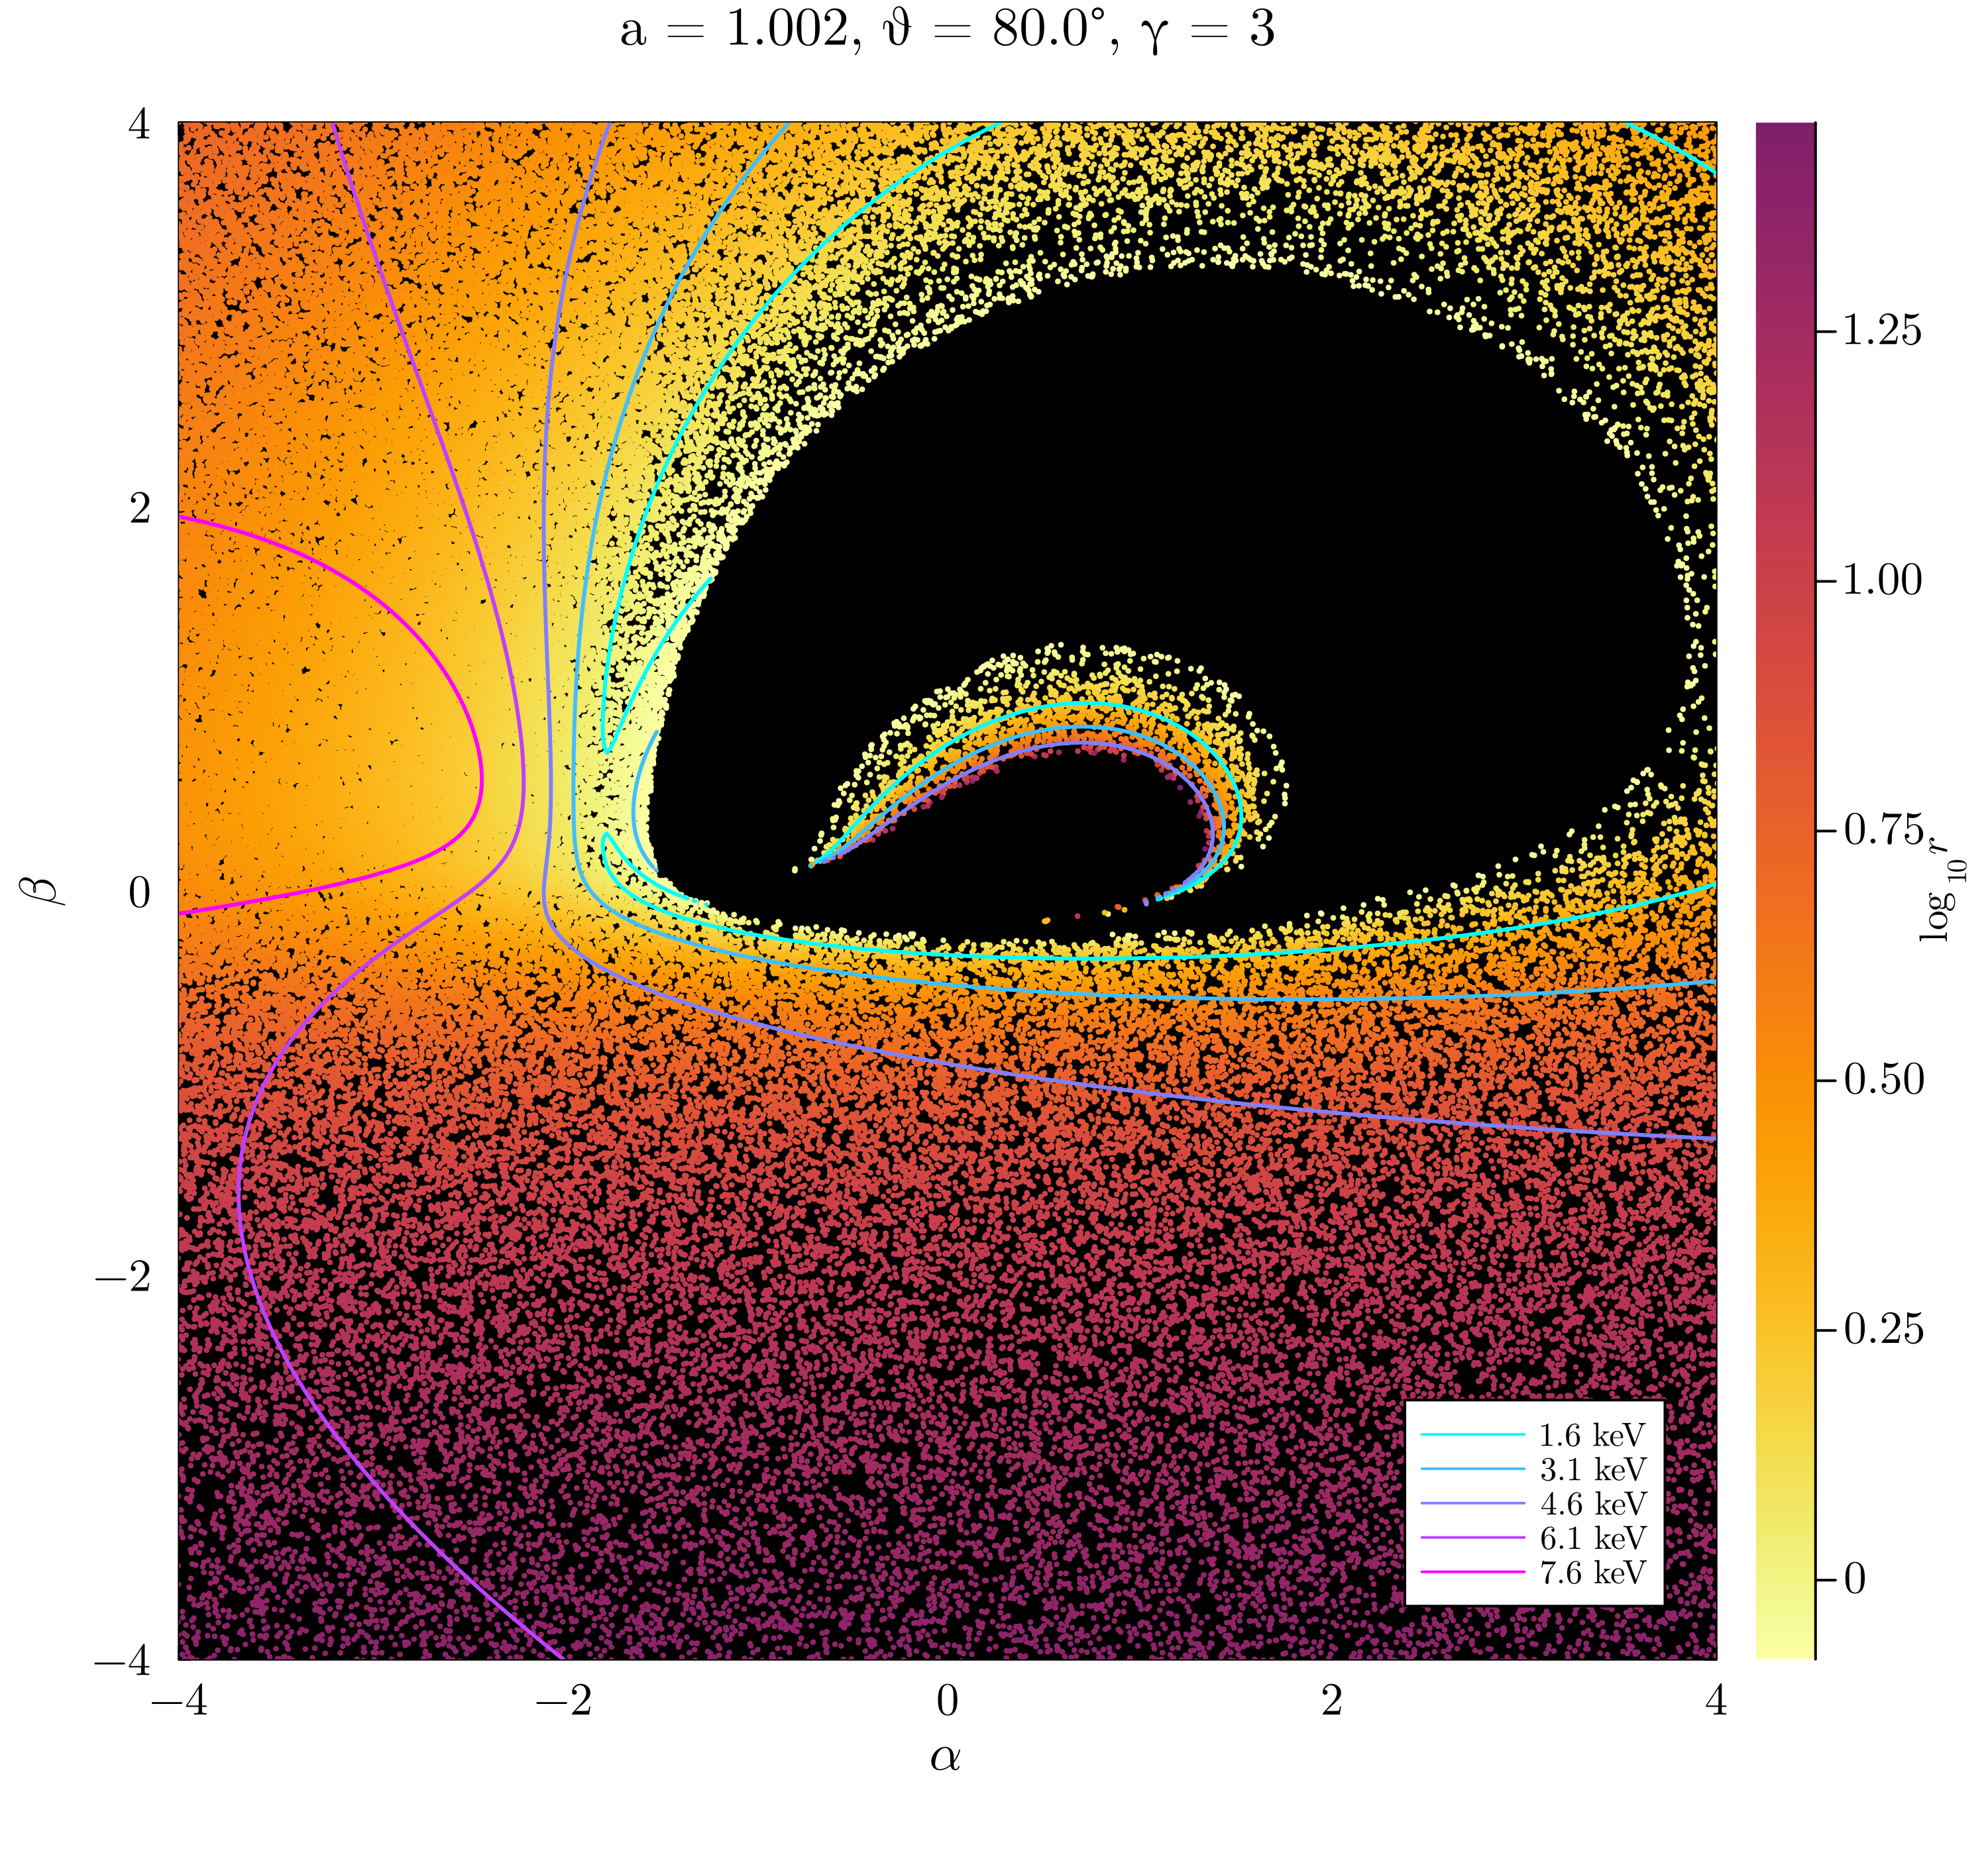 a = 1.002, ϑ = 80.0°, γ = 3
4
2
0
−2
−4
β
−4
−2
0
2
4
α
1.25
1.00
0.75
0.50
0.25
0
log₁₀r
1.6 keV
3.1 keV
4.6 keV
6.1 keV
7.6 keV